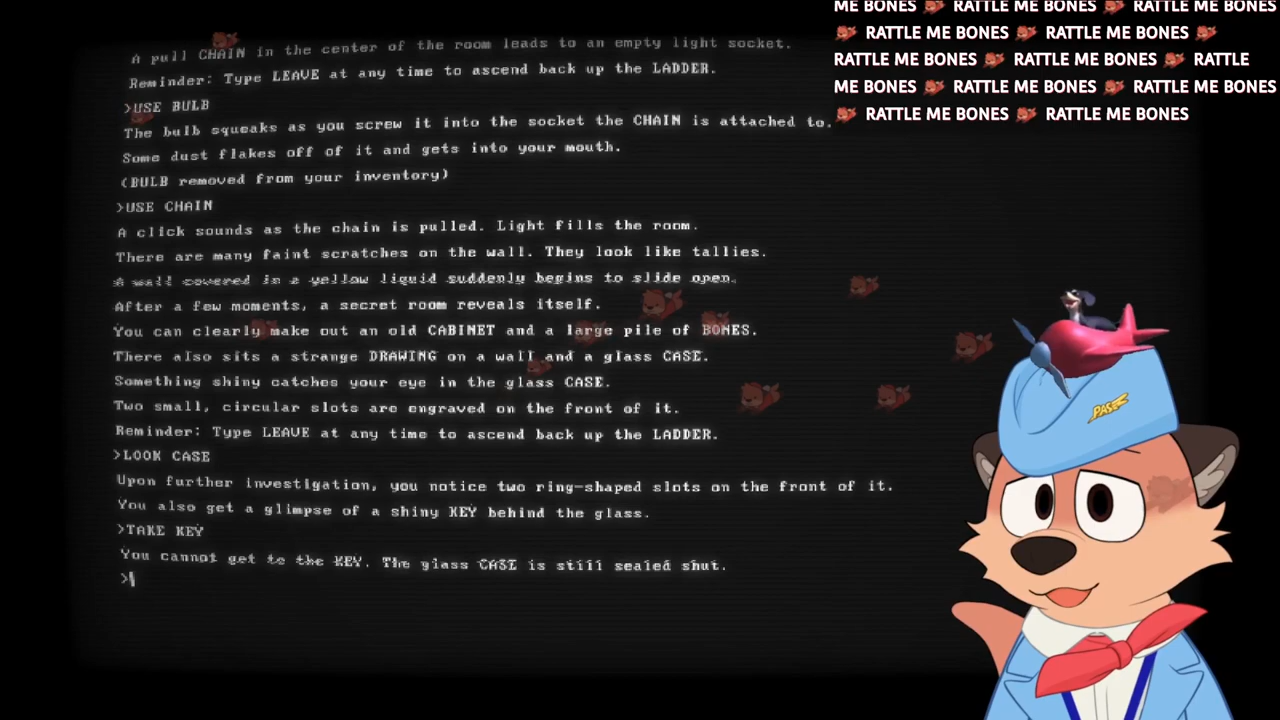 A pull CHAIN in the center of the room leads to an empty light socket.
Reminder: Type LEAVE at any time to ascend back up the LADDER.
>USE BULB
The bulb squeaks as you screw it into the socket the CHAIN is attached to.
Some dust flakes off of it and gets into your mouth.
(BULB removed from your inventory)
>USE CHAIN
A click sounds as the chain is pulled. Light fills the room.
There are many faint scratches on the wall. They look like tallies.
A wall covered in a yellow liquid suddenly begins to slide open.
After a few moments, a secret room reveals itself.
You can clearly make out an old CABINET and a large pile of BONES.
There also sits a strange DRAWING on a wall and a glass CASE.
Something shiny catches your eye in the glass CASE.
Two small, circular slots are engraved on the front of it.
Reminder: Type LEAVE at any time to ascend back up the LADDER.
>LOOK CASE
Upon further investigation, you notice two ring-shaped slots on the front of it.
You also get a glimpse of a shiny KEY behind the glass.
>TAKE KEY
You cannot get to the KEY. The glass CASE is still sealed shut.
>
ME BONES RATTLE ME BONES RATTLE ME BONES
RATTLE ME BONES RATTLE ME BONES
RATTLE ME BONES RATTLE ME BONES RATTLE
ME BONES RATTLE ME BONES RATTLE ME BONES
RATTLE ME BONES RATTLE ME BONES